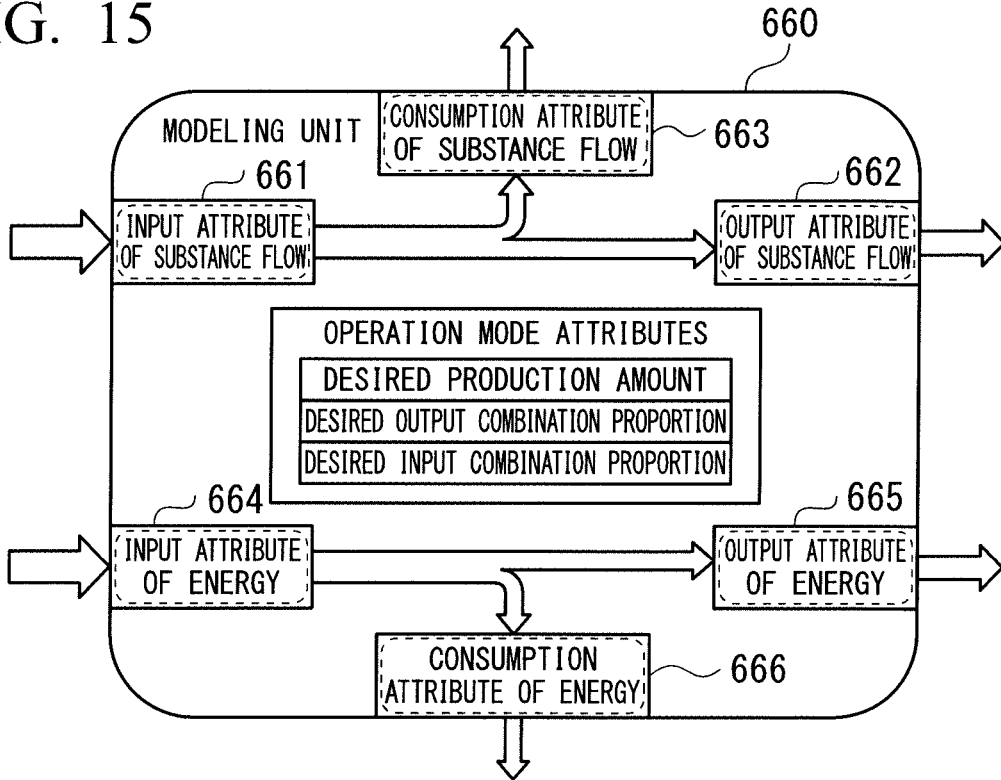 IG. 15
660
MODELING UNIT
CONSUMPTION ATTRIBUTE
OF SUBSTANCE FLOW
663
661
INPUT ATTRIBUTE
OF SUBSTANCE FLOW
662
OUTPUT ATTRIBUTE
OF SUBSTANCE FLOW
OPERATION MODE ATTRIBUTES
DESIRED PRODUCTION AMOUNT
DESIRED OUTPUT COMBINATION PROPORTION
DESIRED INPUT COMBINATION PROPORTION
664
INPUT ATTRIBUTE
OF ENERGY
665
OUTPUT ATTRIBUTE
OF ENERGY
CONSUMPTION
ATTRIBUTE OF ENERGY
666